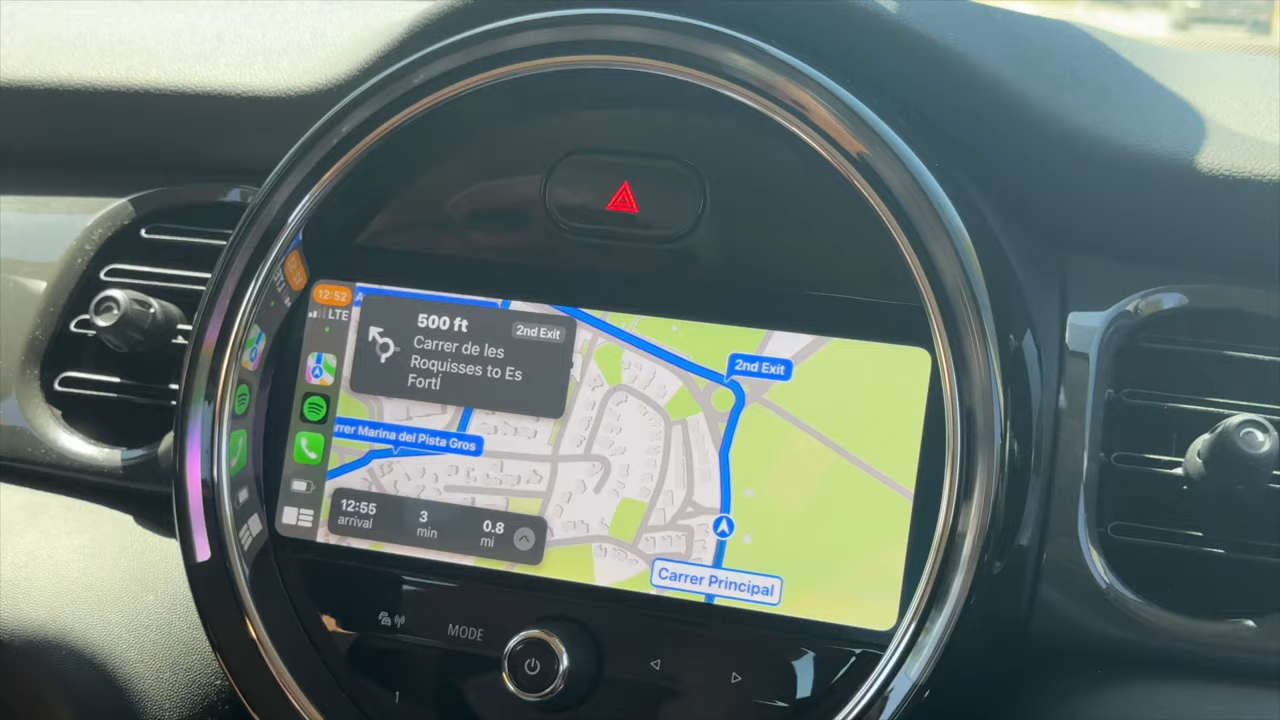 12:52
LTE
500 ft
2nd Exit
Carrer de les
Roquisses to Es
Fortí
2nd Exit
rrer Marina del Pista Gros
12:55
arrival
3
min
0.8
mi
Carrer Principal
MODE
1